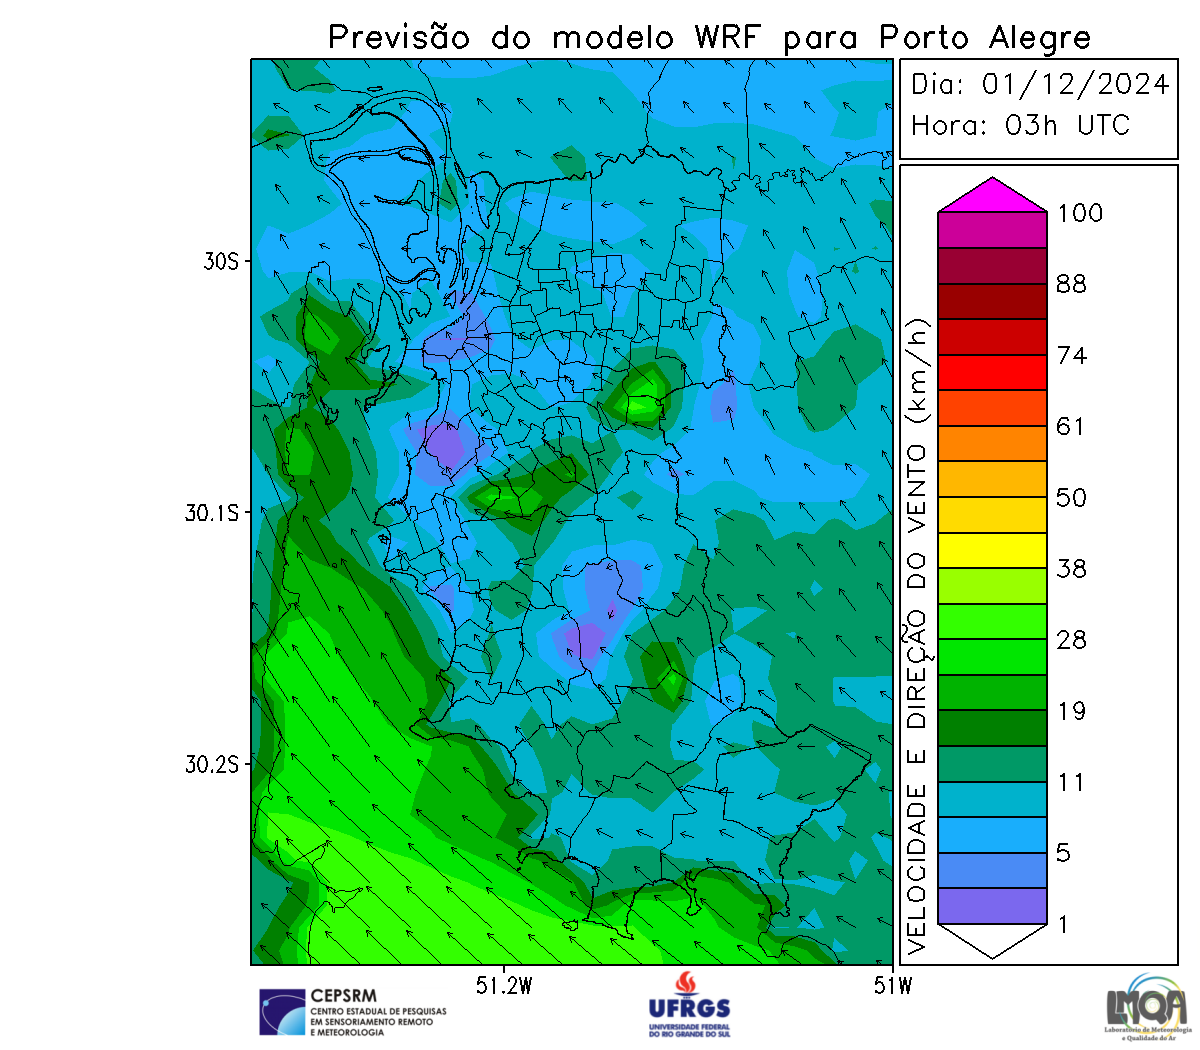 Previsão do modelo WRF para Porto Alegre
Dia: 01/12/2024
Hora: 03h UTC
30S
30.1S
30.2S
51.2W
51W
VELOCIDADE E DIREÇÃO DO VENTO (km/h)
100
88
74
61
50
38
28
19
11
5
1
CEPSRM
CENTRO ESTADUAL DE PESQUISAS
EM SENSORIAMENTO REMOTO
E METEOROLOGIA
UFRGS
UNIVERSIDADE FEDERAL
DO RIO GRANDE DO SUL
LMQA
Laboratório de Meteorologia
e Qualidade do Ar